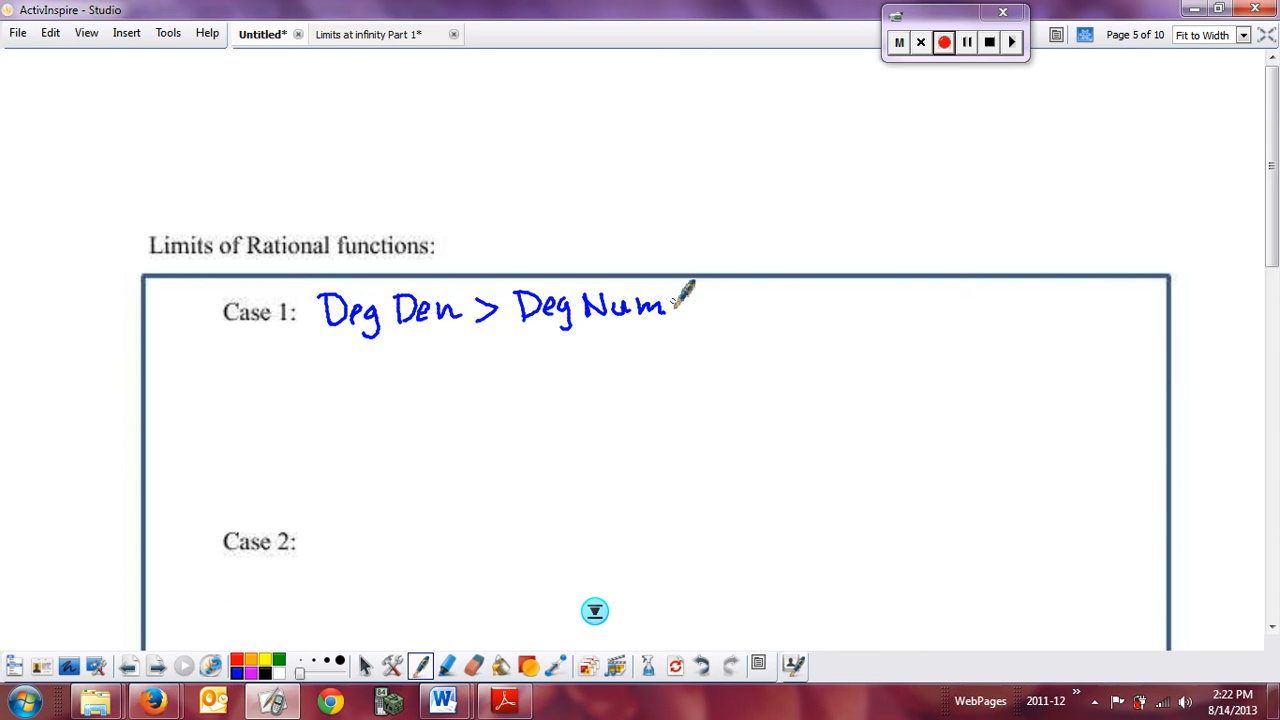 ActivInspire - Studio
File Edit View Insert Tools Help
Untitled* Limits at infinity Part 1*
M
Page 5 of 10 Fit to Width
Limits of Rational functions:
Case 1: Deg Den > Deg Num
Case 2:
84
WebPages 2011-12 »
2:22 PM
8/14/2013